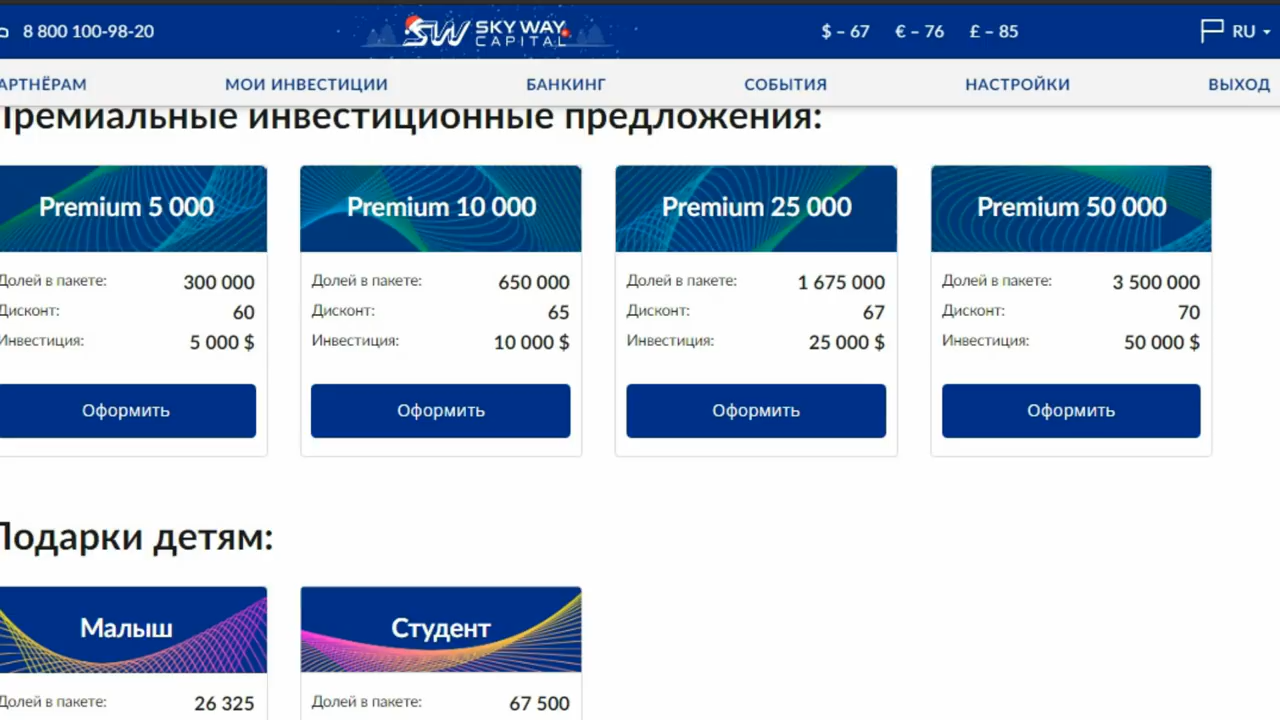 8 800 100-98-20
SKY WAY
CAPITAL
$ – 67 € – 76 £ – 85
RU
АРТНЁРАМ МОИ ИНВЕСТИЦИИ БАНКИНГ СОБЫТИЯ НАСТРОЙКИ ВЫХОД
Премиальные инвестиционные предложения:
Premium 5 000
Долей в пакете: 300 000
Дисконт: 60
Инвестиция: 5 000 $
Оформить
Premium 10 000
Долей в пакете: 650 000
Дисконт: 65
Инвестиция: 10 000 $
Оформить
Premium 25 000
Долей в пакете: 1 675 000
Дисконт: 67
Инвестиция: 25 000 $
Оформить
Premium 50 000
Долей в пакете: 3 500 000
Дисконт: 70
Инвестиция: 50 000 $
Оформить
Подарки детям:
Малыш
Долей в пакете: 26 325
Студент
Долей в пакете: 67 500